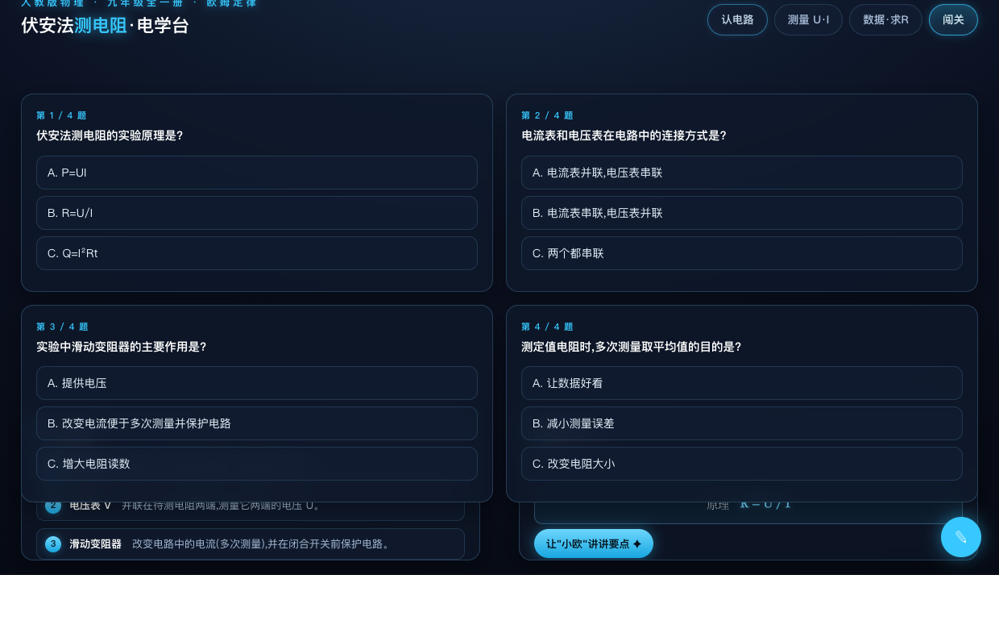 人教版物理 · 九年级全一册 · 欧姆定律
伏安法测电阻·电学台
认电路
测量 U·I
数据·求R
闯关
第 1 / 4 题
伏安法测电阻的实验原理是?
A. P=UI
B. R=U/I
C. Q=I²Rt
第 2 / 4 题
电流表和电压表在电路中的连接方式是?
A. 电流表并联,电压表串联
B. 电流表串联,电压表并联
C. 两个都串联
第 3 / 4 题
实验中滑动变阻器的主要作用是?
A. 提供电压
B. 改变电流便于多次测量并保护电路
C. 增大电阻读数
第 4 / 4 题
测定值电阻时,多次测量取平均值的目的是?
A. 让数据好看
B. 减小测量误差
C. 改变电阻大小
2 电压表 V 并联在待测电阻两端,测量它两端的电压 U。
原理 R = U / I
3 滑动变阻器 改变电路中的电流(多次测量),并在闭合开关前保护电路。
让"小欧"讲讲要点 ✦